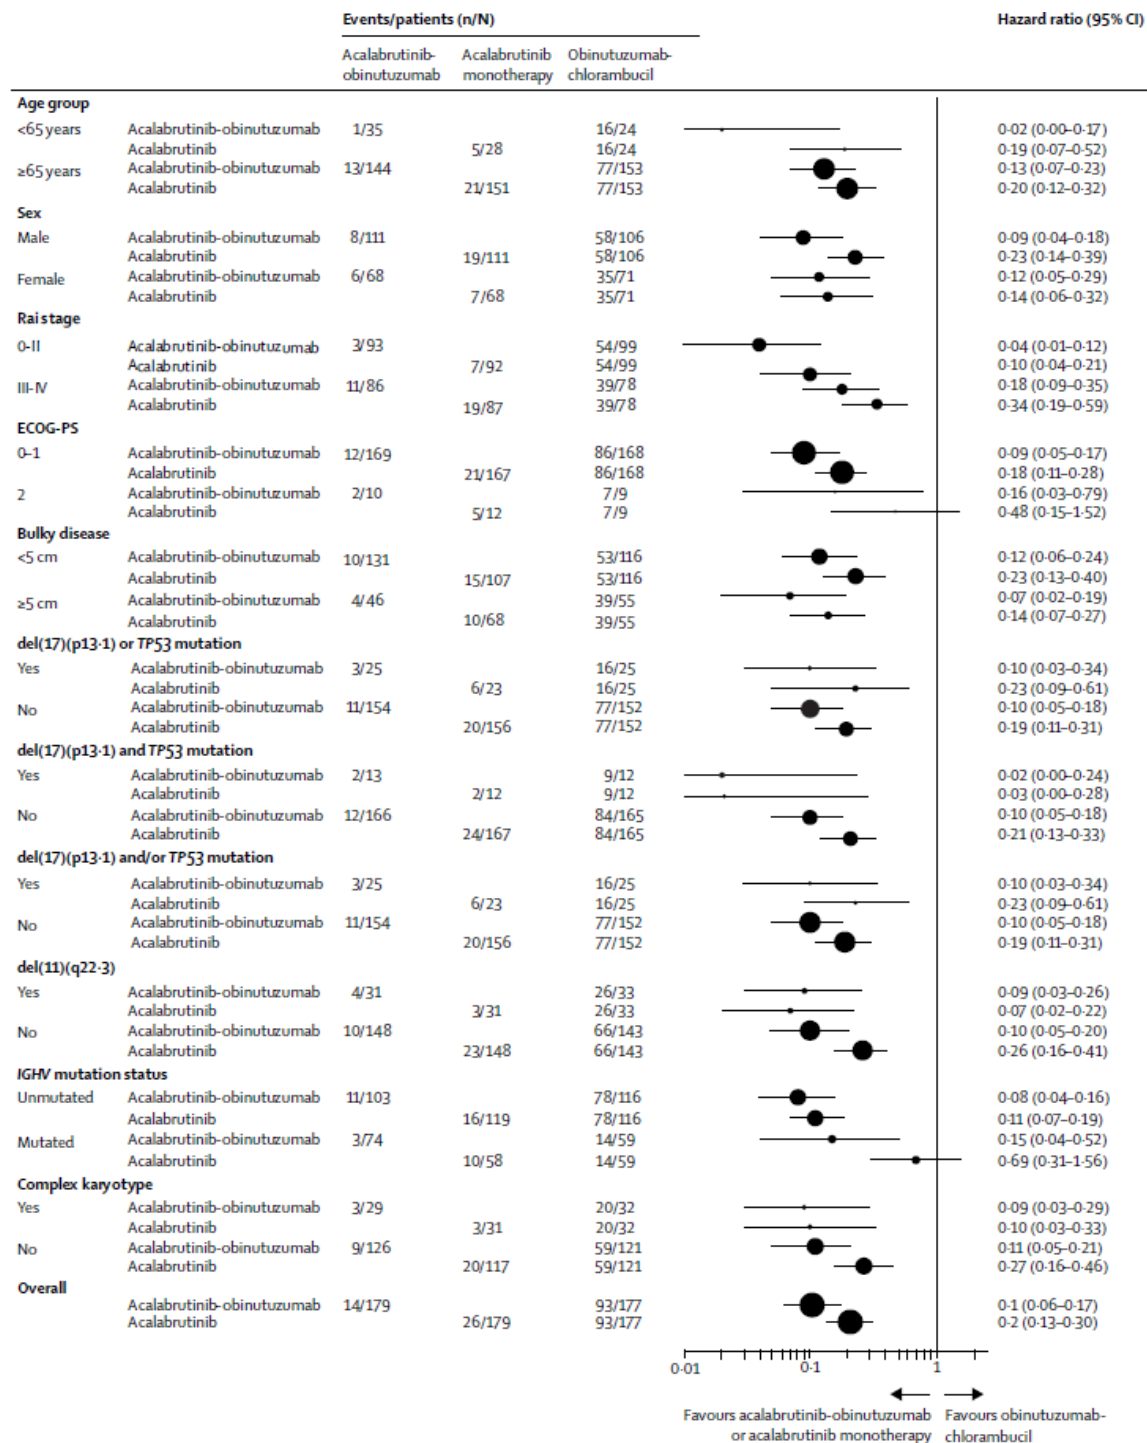 Events/patients (n/N) Hazard ratio (95% CI)
Acalabrutinib- Acalabrutinib Obinutuzumab-
obinutuzumab monotherapy chlorambucil
Age group
<65 years Acalabrutinib-obinutuzumab 1/35 16/24 0·02 (0·00–0·17)
Acalabrutinib 5/28 16/24 0·19 (0·07–0·52)
≥65 years Acalabrutinib-obinutuzumab 13/144 77/153 0·13 (0·07–0·23)
Acalabrutinib 21/151 77/153 0·20 (0·12–0·32)
Sex
Male Acalabrutinib-obinutuzumab 8/111 58/106 0·09 (0·04–0·18)
Acalabrutinib 19/111 58/106 0·23 (0·14–0·39)
Female Acalabrutinib-obinutuzumab 6/68 35/71 0·12 (0·05–0·29)
Acalabrutinib 7/68 35/71 0·14 (0·06–0·32)
Rai stage
0–II Acalabrutinib-obinutuzumab 3/93 54/99 0·04 (0·01–0·12)
Acalabrutinib 7/92 54/99 0·10 (0·04–0·21)
III–IV Acalabrutinib-obinutuzumab 11/86 39/78 0·18 (0·09–0·35)
Acalabrutinib 19/87 39/78 0·34 (0·19–0·59)
ECOG-PS
0–1 Acalabrutinib-obinutuzumab 12/169 86/168 0·09 (0·05–0·17)
Acalabrutinib 21/167 86/168 0·18 (0·11–0·28)
2 Acalabrutinib-obinutuzumab 2/10 7/9 0·16 (0·03–0·79)
Acalabrutinib 5/12 7/9 0·48 (0·15–1·52)
Bulky disease
<5 cm Acalabrutinib-obinutuzumab 10/131 53/116 0·12 (0·06–0·24)
Acalabrutinib 15/107 53/116 0·23 (0·13–0·40)
≥5 cm Acalabrutinib-obinutuzumab 4/46 39/55 0·07 (0·02–0·19)
Acalabrutinib 10/68 39/55 0·14 (0·07–0·27)
del(17)(p13·1) or TP53 mutation
Yes Acalabrutinib-obinutuzumab 3/25 16/25 0·10 (0·03–0·34)
Acalabrutinib 6/23 16/25 0·23 (0·09–0·61)
No Acalabrutinib-obinutuzumab 11/154 77/152 0·10 (0·05–0·18)
Acalabrutinib 20/156 77/152 0·19 (0·11–0·31)
del(17)(p13·1) and TP53 mutation
Yes Acalabrutinib-obinutuzumab 2/13 9/12 0·02 (0·00–0·24)
Acalabrutinib 2/12 9/12 0·03 (0·00–0·28)
No Acalabrutinib-obinutuzumab 12/166 84/165 0·10 (0·05–0·18)
Acalabrutinib 24/167 84/165 0·21 (0·13–0·33)
del(17)(p13·1) and/or TP53 mutation
Yes Acalabrutinib-obinutuzumab 3/25 16/25 0·10 (0·03–0·34)
Acalabrutinib 6/23 16/25 0·23 (0·09–0·61)
No Acalabrutinib-obinutuzumab 11/154 77/152 0·10 (0·05–0·18)
Acalabrutinib 20/156 77/152 0·19 (0·11–0·31)
del(11)(q22·3)
Yes Acalabrutinib-obinutuzumab 4/31 26/33 0·09 (0·03–0·26)
Acalabrutinib 3/31 26/33 0·07 (0·02–0·22)
No Acalabrutinib-obinutuzumab 10/148 66/143 0·10 (0·05–0·20)
Acalabrutinib 23/148 66/143 0·26 (0·16–0·41)
IGHV mutation status
Unmutated Acalabrutinib-obinutuzumab 11/103 78/116 0·08 (0·04–0·16)
Acalabrutinib 16/119 78/116 0·11 (0·07–0·19)
Mutated Acalabrutinib-obinutuzumab 3/74 14/59 0·15 (0·04–0·52)
Acalabrutinib 10/58 14/59 0·69 (0·31–1·56)
Complex karyotype
Yes Acalabrutinib-obinutuzumab 3/29 20/32 0·09 (0·03–0·29)
Acalabrutinib 3/31 20/32 0·10 (0·03–0·33)
No Acalabrutinib-obinutuzumab 9/126 59/121 0·11 (0·05–0·21)
Acalabrutinib 20/117 59/121 0·27 (0·16–0·46)
Overall
Acalabrutinib-obinutuzumab 14/179 93/177 0·1 (0·06–0·17)
Acalabrutinib 26/179 93/177 0·2 (0·13–0·30)
0·01 0·1 1
Favours acalabrutinib-obinutuzumab Favours obinutuzumab-
or acalabrutinib monotherapy chlorambucil